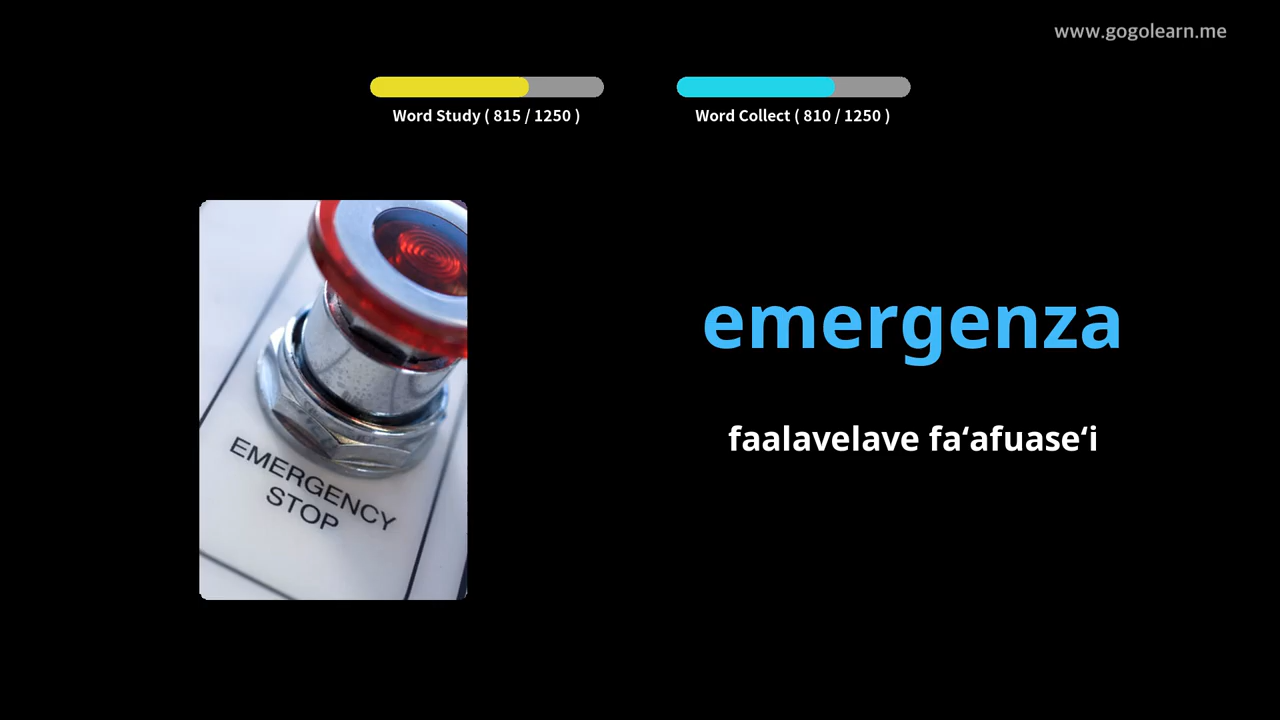 www.gogolearn.me
Word Study ( 815 / 1250 )
Word Collect ( 810 / 1250 )
EMERGENCY
STOP
emergenza
faalavelave faʻafuaseʻi